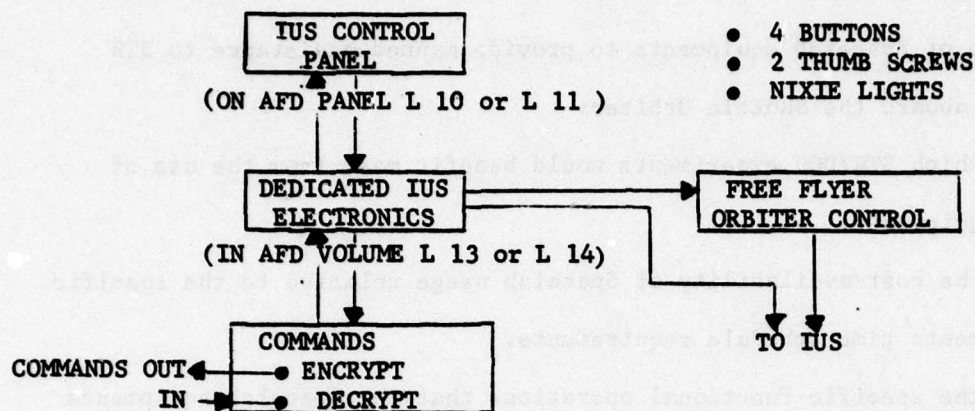 TUS CONTROL
PANEL
(ON AFD PANEL L 10 or L 11 )
• 4 BUTTONS
• 2 THUMB SCREWS
• NIXIE LIGHTS
DEDICATED IUS
ELECTRONICS
(IN AFD VOLUME L 13 or L 14)
FREE FLYER
ORBITER CONTROL
TO IUS
COMMANDS
COMMANDS OUT
ENCRYPT
IN
DECRYPT